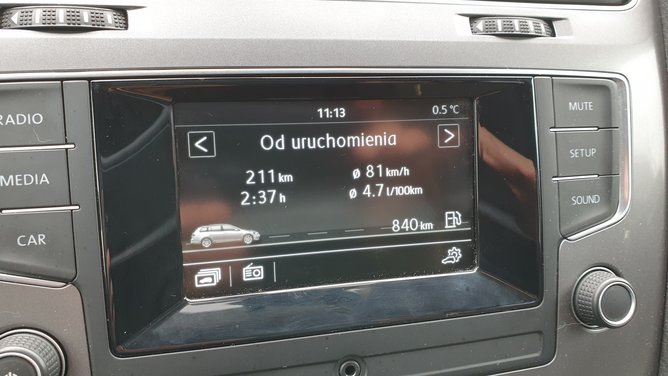 11:13 0.5 °C
Od uruchomienia
211 km ø 81 km/h
2:37 h ø 4.7 l/100km
840 km
RADIO
MEDIA
CAR
MUTE
SETUP
SOUND